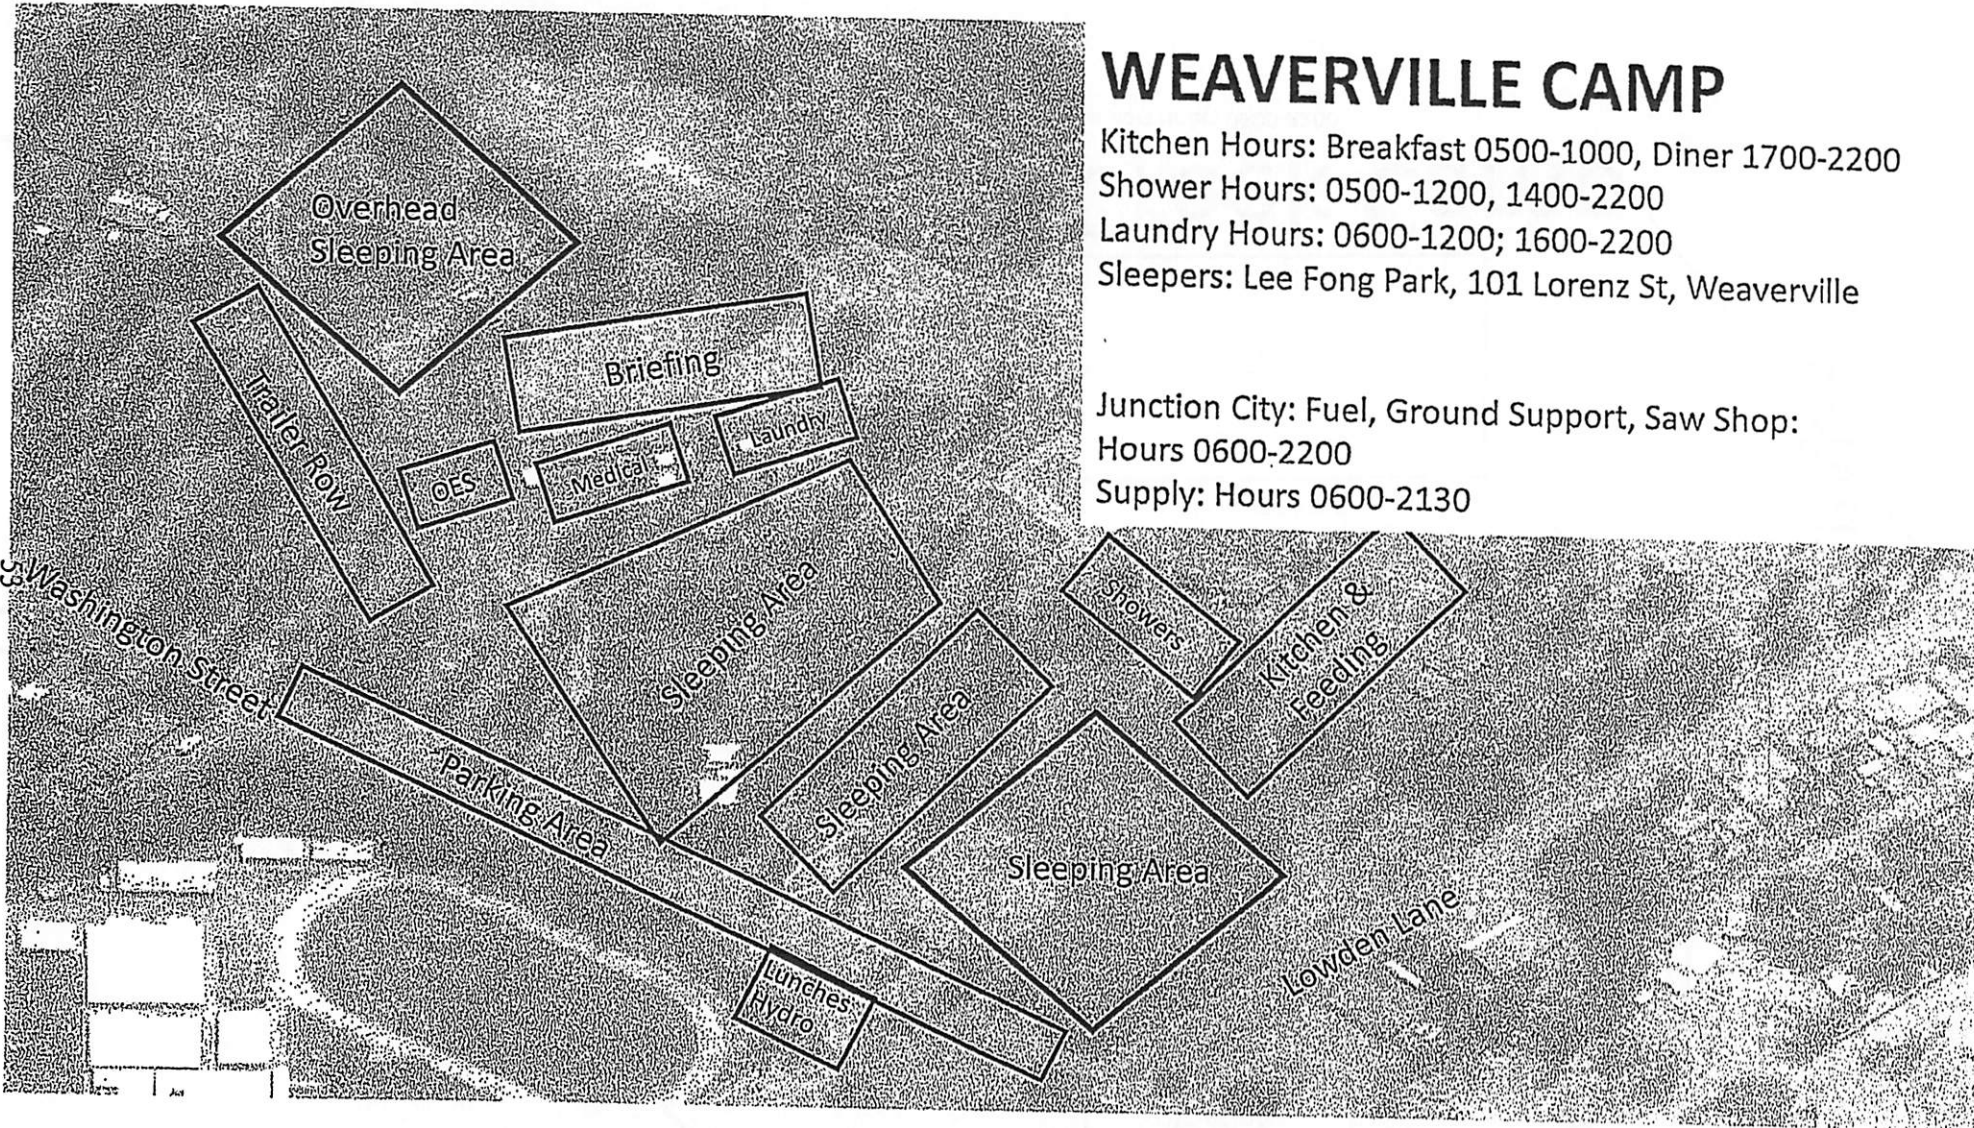 WEAVERVILLE CAMP
Kitchen Hours: Breakfast 0500-1000, Diner 1700-2200
Shower Hours: 0500-1200, 1400-2200
Laundry Hours: 0600-1200; 1600-2200
Sleepers: Lee Fong Park, 101 Lorenz St, Weaverville
Junction City: Fuel, Ground Support, Saw Shop:
Hours 0600-2200
Supply: Hours 0600-2130
Overhead
Sleeping Area
Trailer Row
Briefing
OES
Medical
Laundry
Sleeping Area
Showers
Kitchen &
Feeding
53
Washington Street
Parking Area
Sleeping Area
Sleeping Area
Lunches
Hydro
Lowden Lane